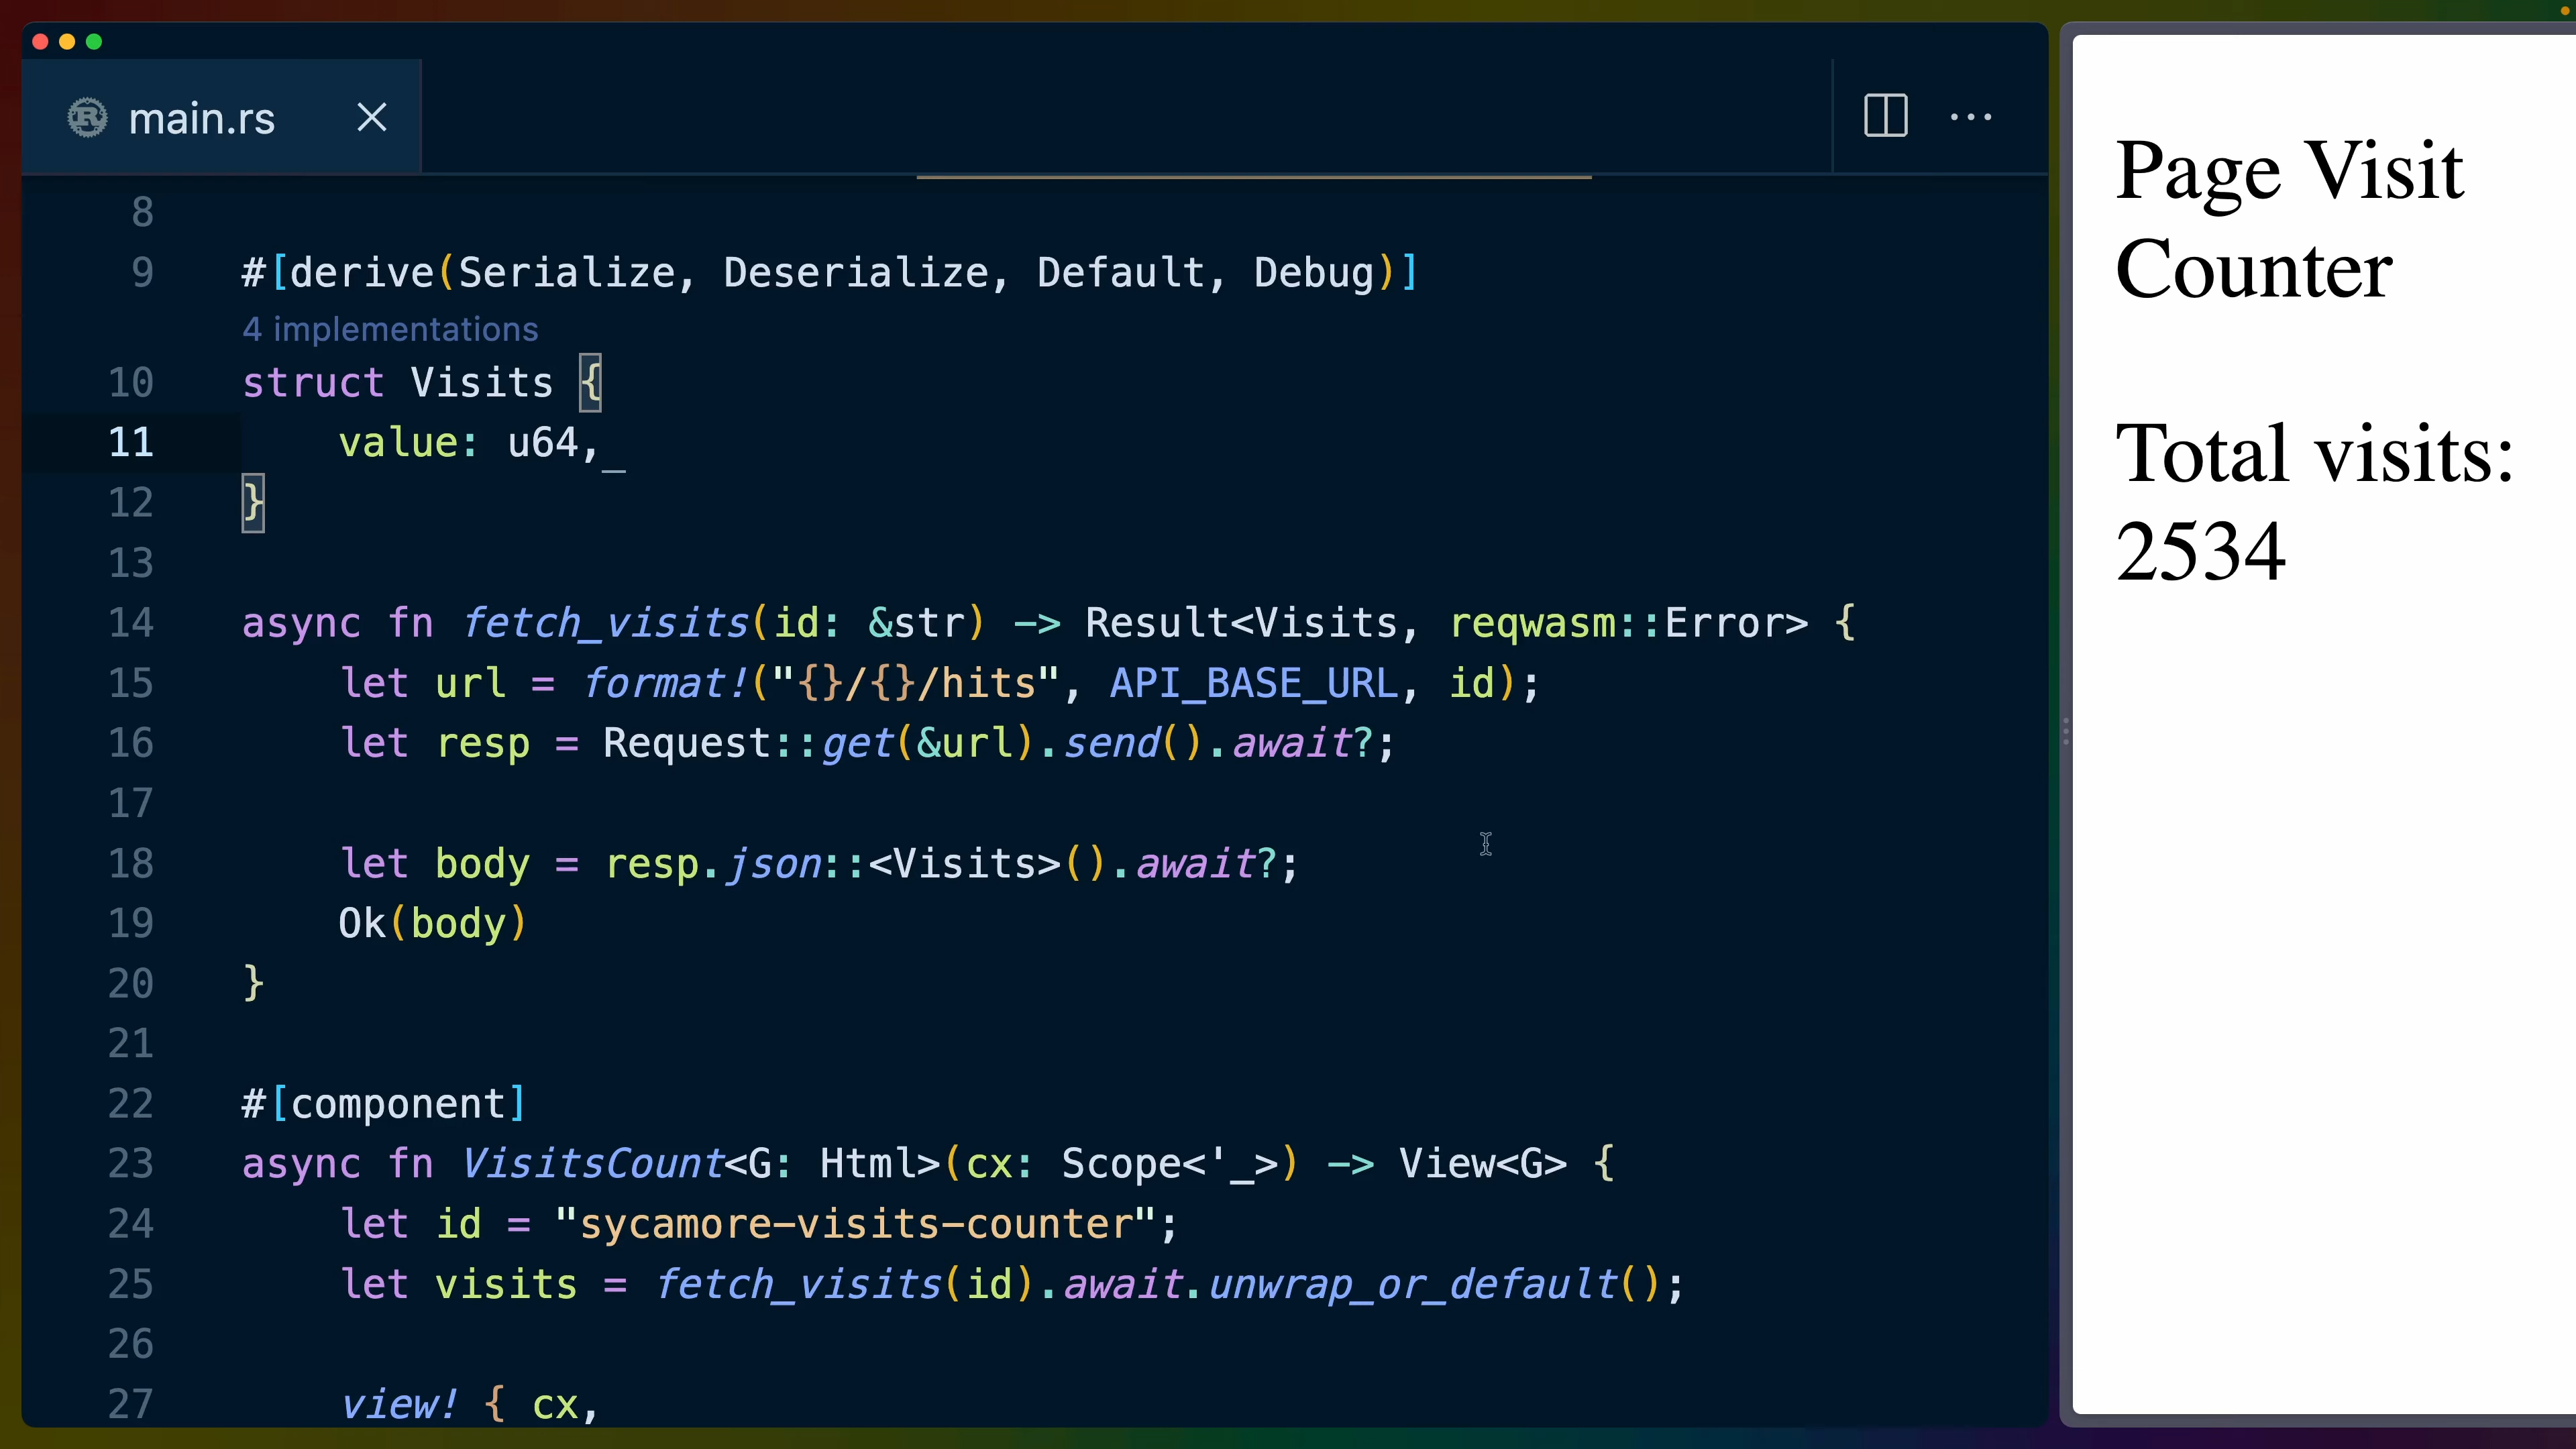 main.rs
8
9 #[derive(Serialize, Deserialize, Default, Debug)]
4 implementations
10 struct Visits {
11     value: u64,
12 }
13
14 async fn fetch_visits(id: &str) -> Result<Visits, reqwasm::Error> {
15     let url = format!("{}/{}/hits", API_BASE_URL, id);
16     let resp = Request::get(&url).send().await?;
17
18     let body = resp.json::<Visits>().await?;
19     Ok(body)
20 }
21
22 #[component]
23 async fn VisitsCount<G: Html>(cx: Scope<'_>) -> View<G> {
24     let id = "sycamore-visits-counter";
25     let visits = fetch_visits(id).await.unwrap_or_default();
26
27     view! { cx,
Page Visit
Counter
Total visits:
2534